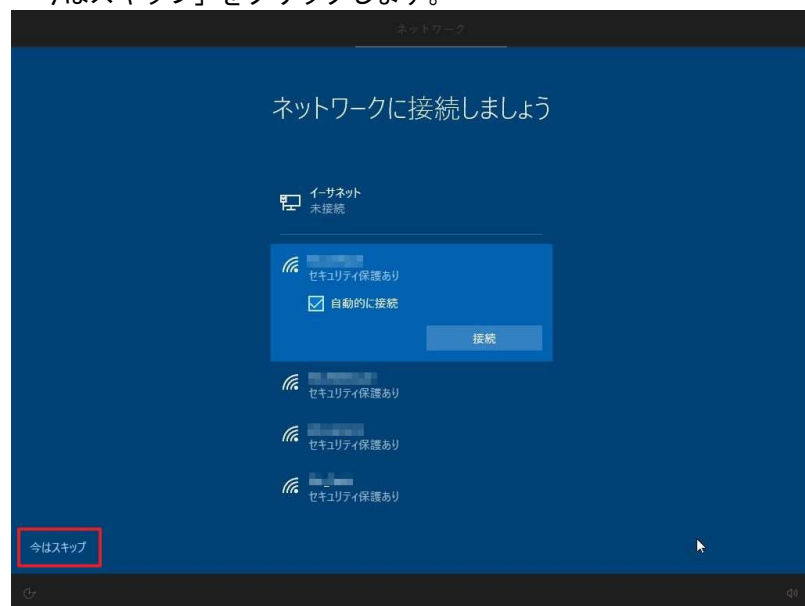 はスキップ」をクリックします。
ネットワーク
ネットワークに接続しましょう
イーサネット
未接続
セキュリティ保護あり
自動的に接続
接続
セキュリティ保護あり
セキュリティ保護あり
セキュリティ保護あり
今はスキップ